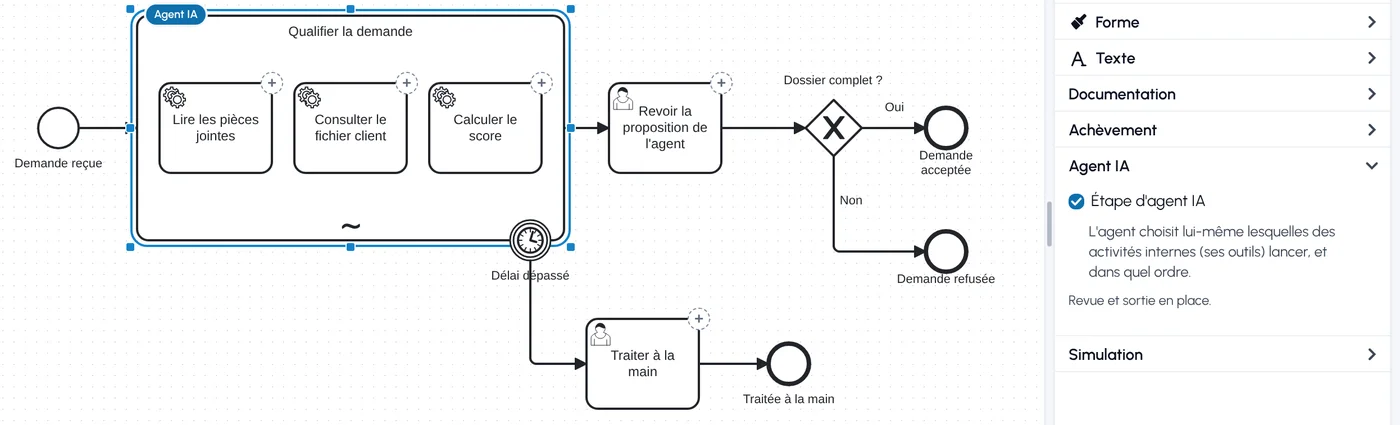 Agent IA
Qualifier la demande
Lire les pièces
jointes
Consulter le
fichier client
Calculer le
score
Demande reçue
Délai dépassé
Revoir la
proposition de
l'agent
Dossier complet ?
Oui
Non
Demande
acceptée
Demande refusée
Traiter à la
main
Traitée à la main
Forme
Texte
Documentation
Achèvement
Agent IA
Étape d'agent IA
L'agent choisit lui-même lesquelles des
activités internes (ses outils) lancer, et
dans quel ordre.
Revue et sortie en place.
Simulation